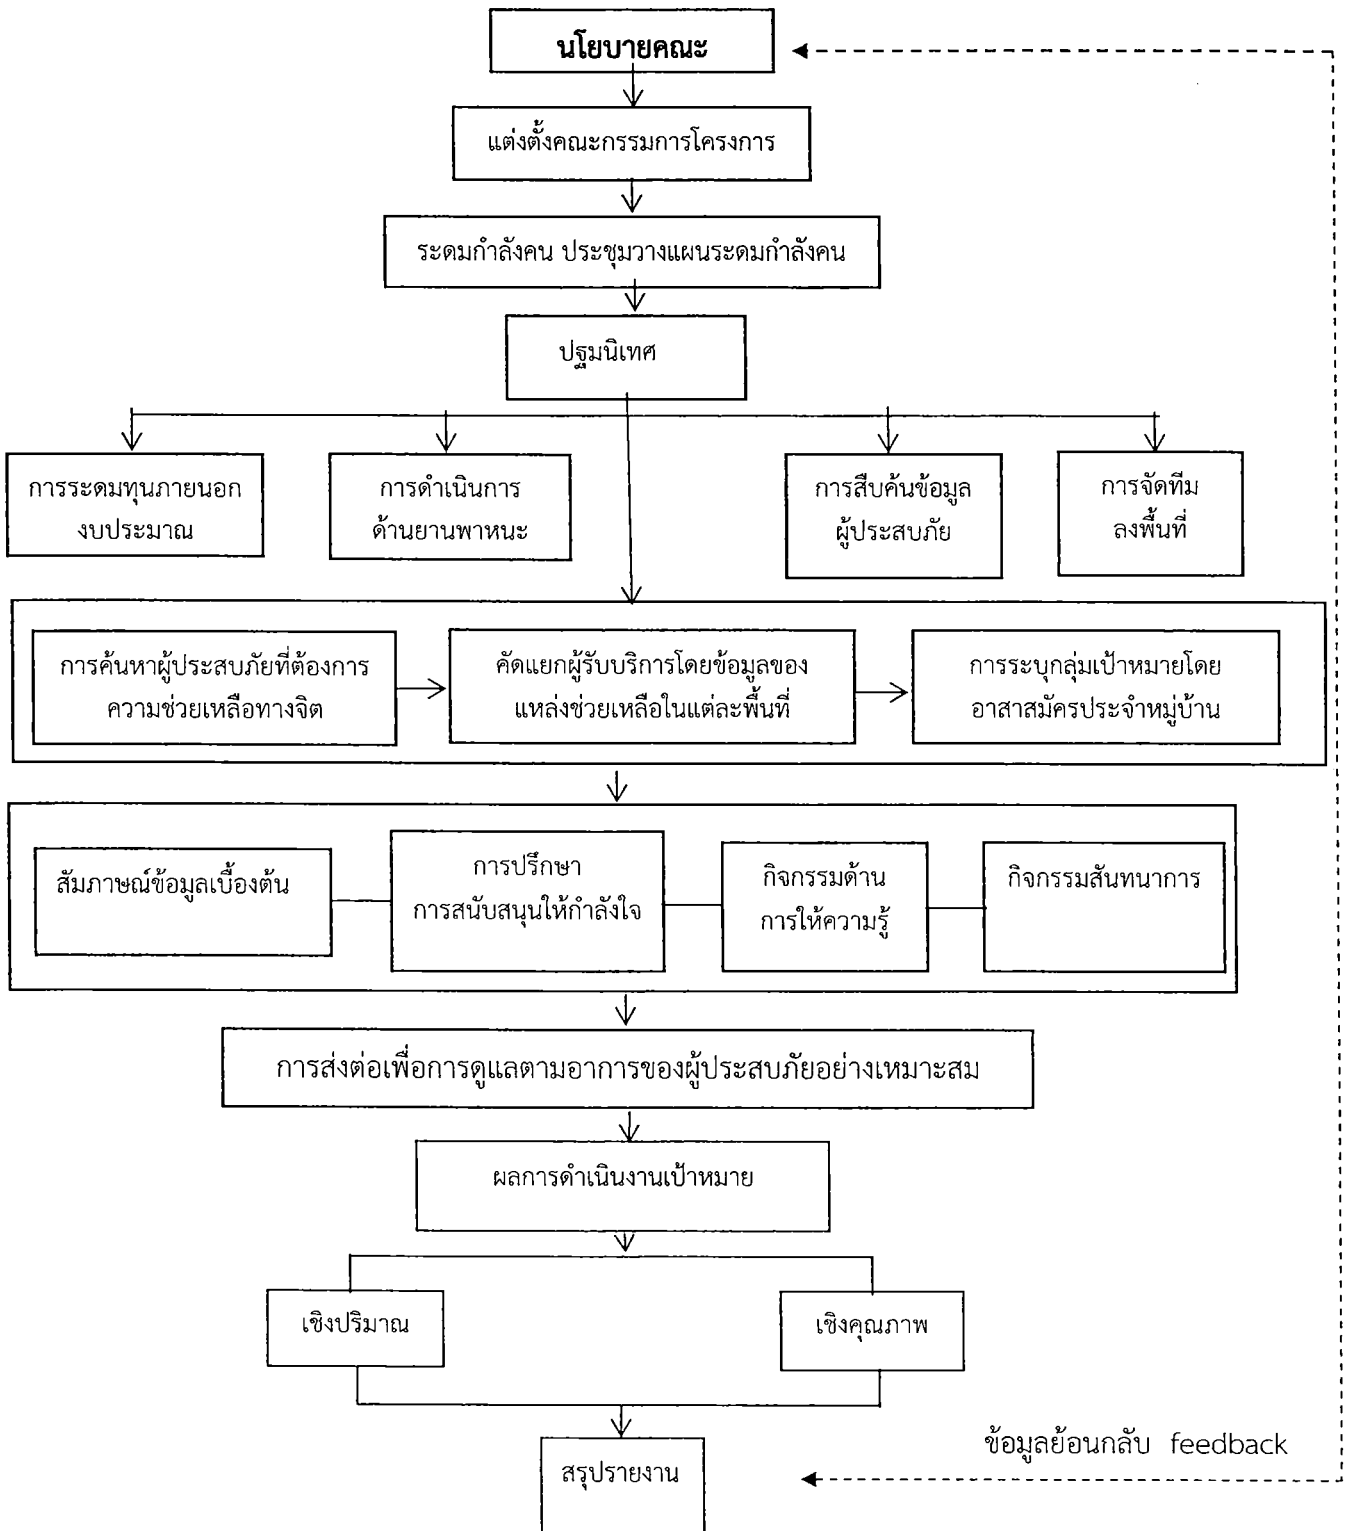 นโยบายคณะ
แต่งตั้งคณะกรรมการโครงการ
ระดมกำลังคน ประชุมวางแผนระดมกำลังคน
ปฐมนิเทศ
การระดมทุนภายนอก
งบประมาณ
การดำเนินการ
ด้านยานพาหนะ
การสืบค้นข้อมูล
ผู้ประสบภัย
การจัดทีม
ลงพื้นที่
การค้นหาผู้ประสบภัยที่ต้องการ
ความช่วยเหลือทางจิต
คัดแยกผู้รับบริการโดยข้อมูลของ
แหล่งช่วยเหลือในแต่ละพื้นที่
การระบุกลุ่มเป้าหมายโดย
อาสาสมัครประจำหมู่บ้าน
สัมภาษณ์ข้อมูลเบื้องต้น
การปรึกษา
การสนับสนุนให้กำลังใจ
กิจกรรมด้าน
การให้ความรู้
กิจกรรมสันทนาการ
การส่งต่อเพื่อการดูแลตามอาการของผู้ประสบภัยอย่างเหมาะสม
ผลการดำเนินงานเป้าหมาย
เชิงปริมาณ
เชิงคุณภาพ
ข้อมูลย้อนกลับ feedback
สรุปรายงาน